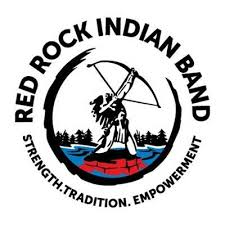 RED ROCK INDIAN BAND
STRENGTH.TRADITION. EMPOWERMENT